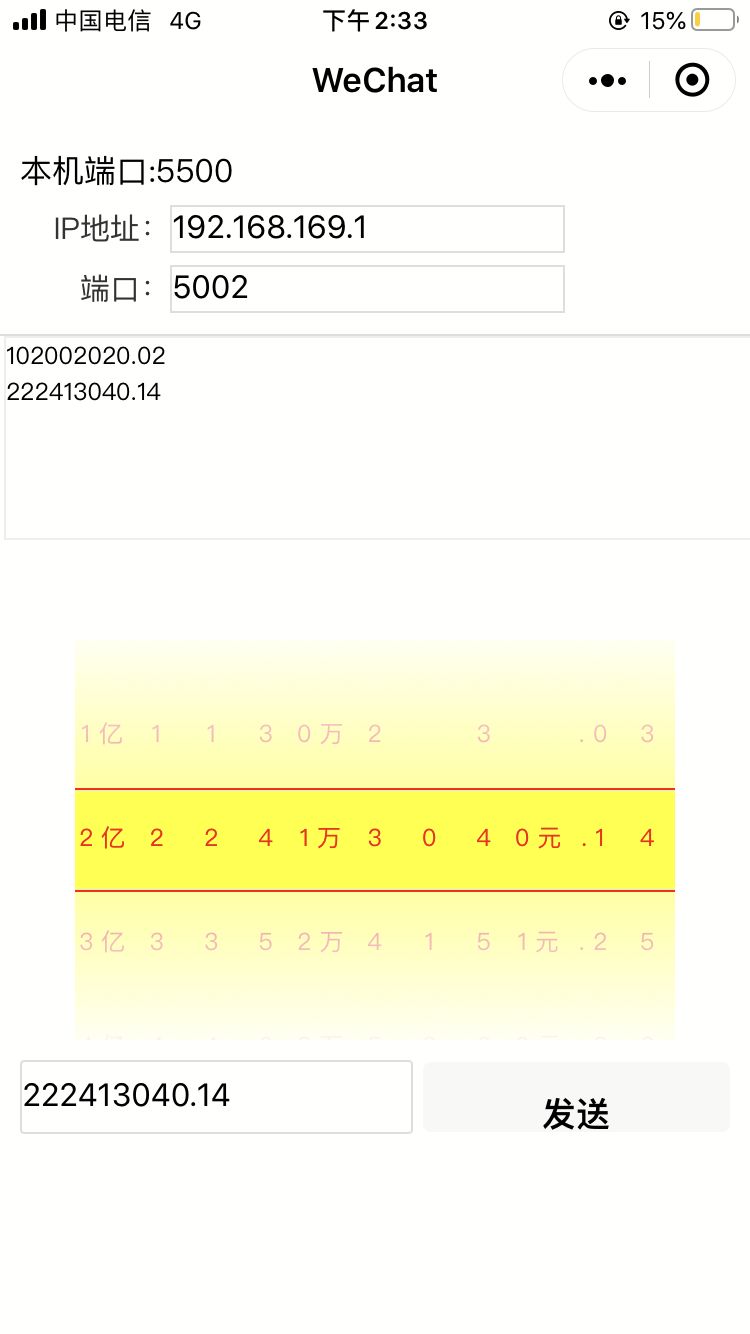 中国电信 4G 下午2:33 15%
WeChat
本机端口:5500
IP地址: 192.168.169.1
端口: 5002
102002020.02
222413040.14
1亿 1 1 3 0万 2 3 .0 3
2亿 2 2 4 1万 3 0 4 0元 .1 4
3亿 3 3 5 2万 4 1 5 1元 .2 5
222413040.14 发送